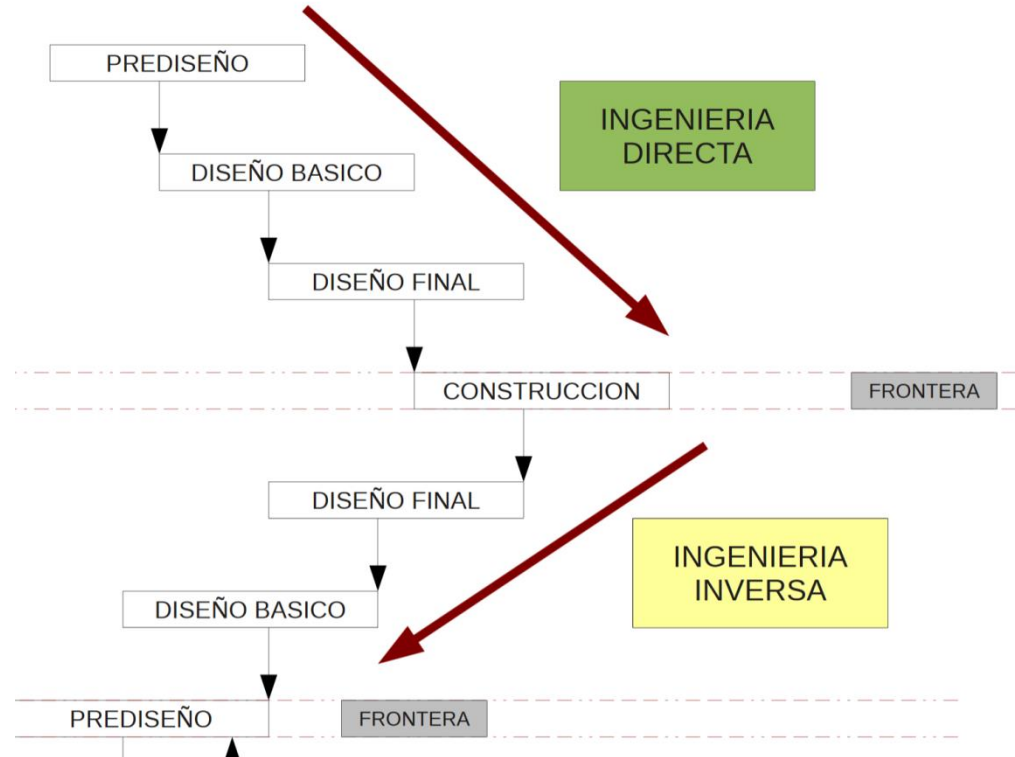 PREDISEÑO
INGENIERIA
DIRECTA
DISEÑO BASICO
DISEÑO FINAL
CONSTRUCCION
FRONTERA
DISEÑO FINAL
INGENIERIA
INVERSA
DISEÑO BASICO
PREDISEÑO
FRONTERA